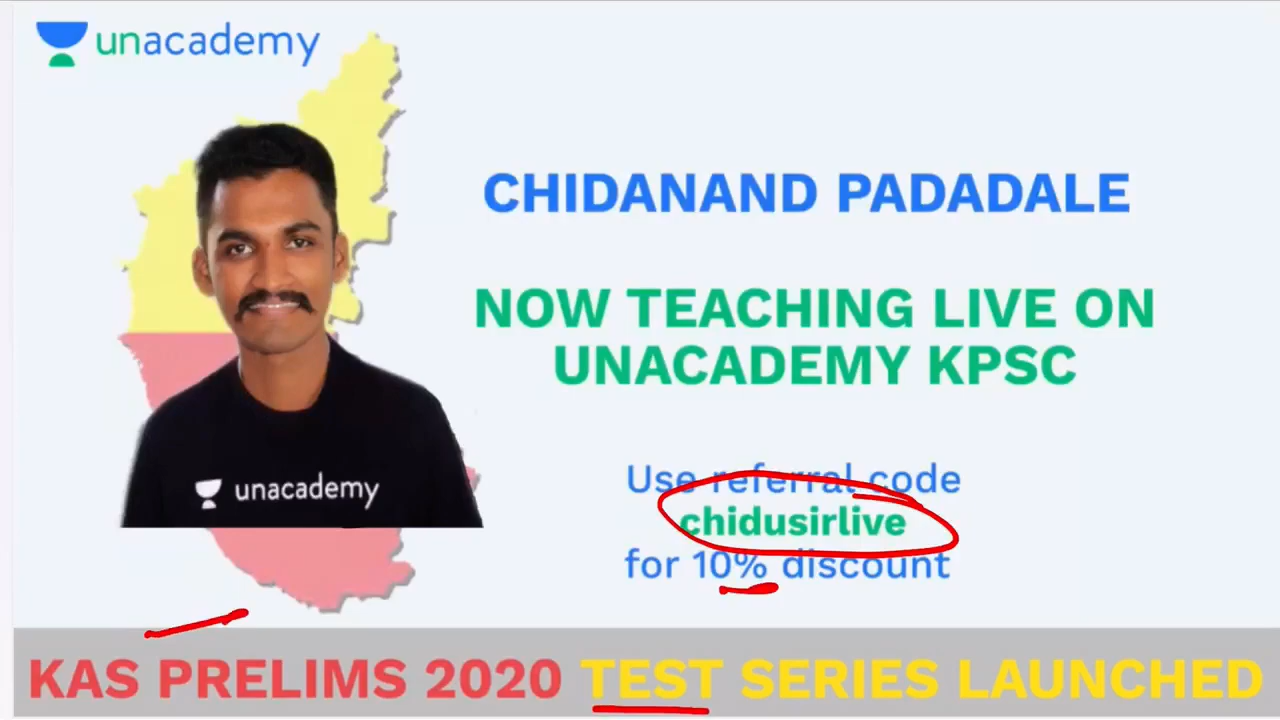 unacademy
CHIDANAND PADADALE
NOW TEACHING LIVE ON
UNACADEMY KPSC
unacademy
Use referral code
chidusirlive
for 10% discount
KAS PRELIMS 2020 TEST SERIES LAUNCHED